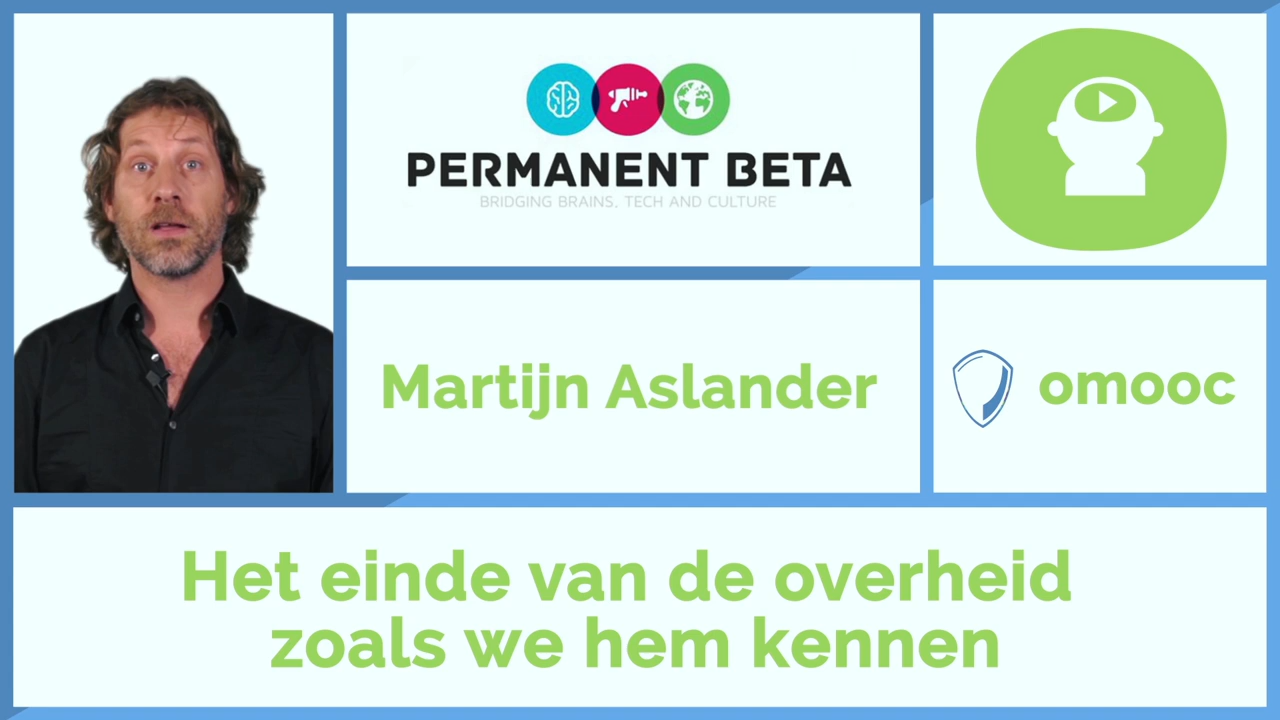 PERMANENT BETA
BRIDGING BRAINS, TECH AND CULTURE
Martijn Aslander
omooc
Het einde van de overheid
zoals we hem kennen